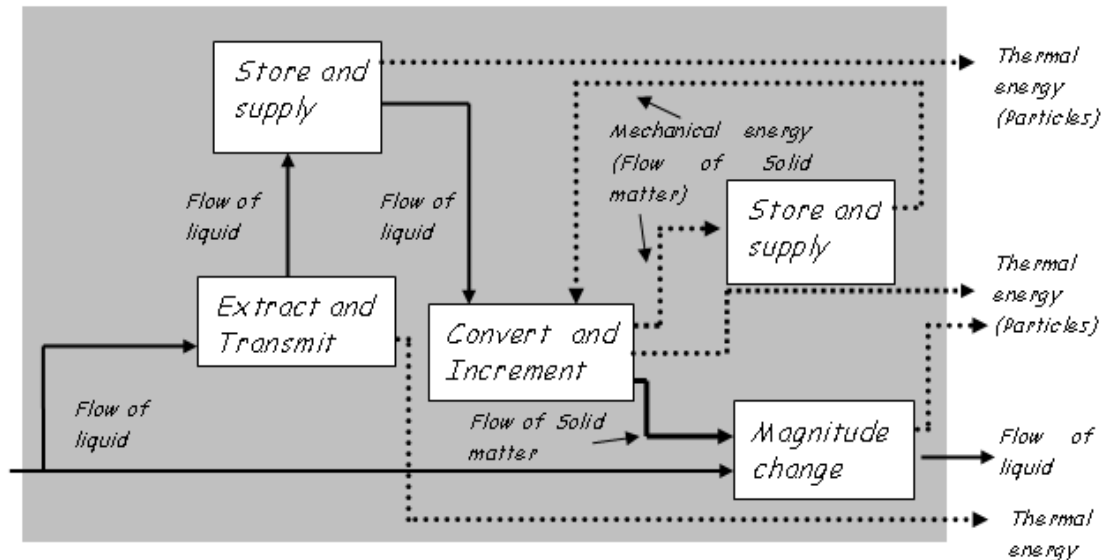 Store and
supply
Thermal
energy
(Particles)
Mechanical energy
(Flow of Solid
matter)
Store and
supply
Flow of
liquid
Flow of
liquid
Extract and
Transmit
Thermal
energy
(Particles)
Convert and
Increment
Flow of
liquid
Flow of Solid
matter
Magnitude
change
Flow of
liquid
Thermal
energy